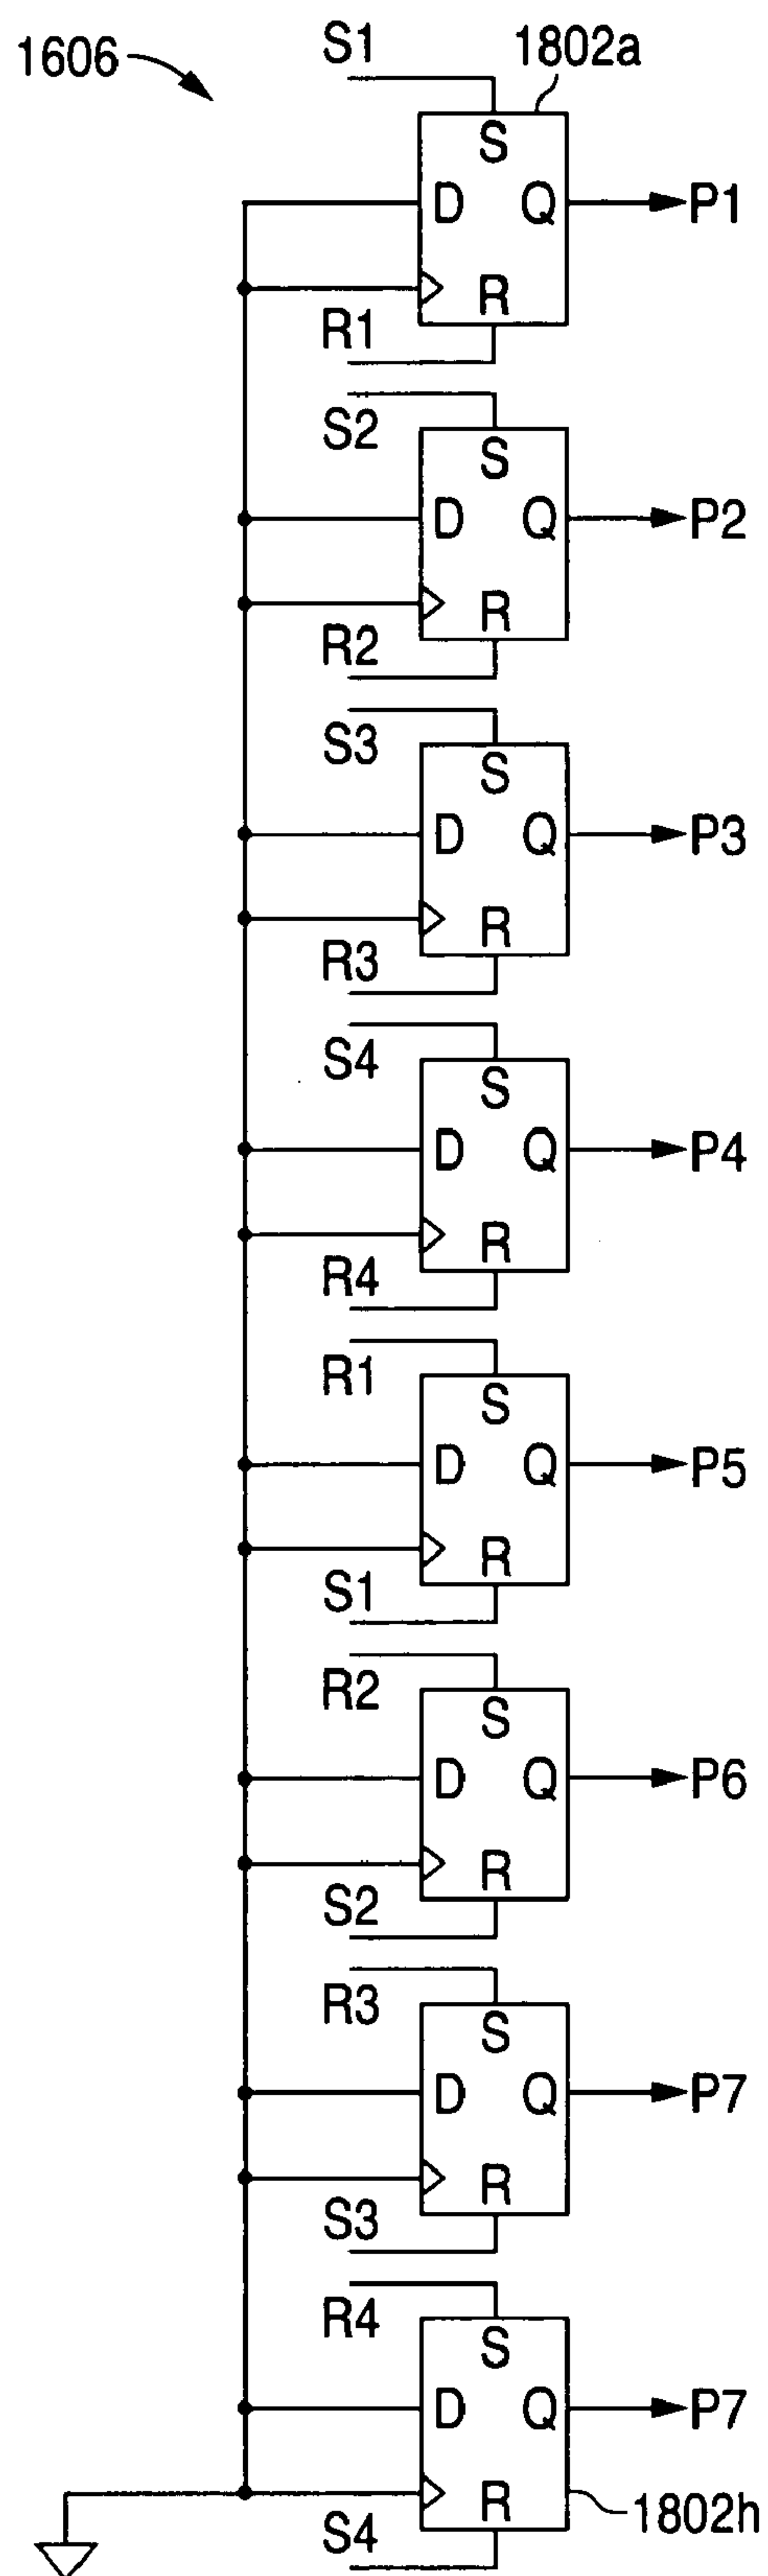 1606
S1
1802a
S
D Q
P1
R
R1
S2
S
D Q
P2
R
R2
S3
S
D Q
P3
R
R3
S4
S
D Q
P4
R
R4
R1
S
D Q
P5
R
S1
R2
S
D Q
P6
R
S2
R3
S
D Q
P7
R
S3
R4
S
D Q
P7
R
1802h
S4